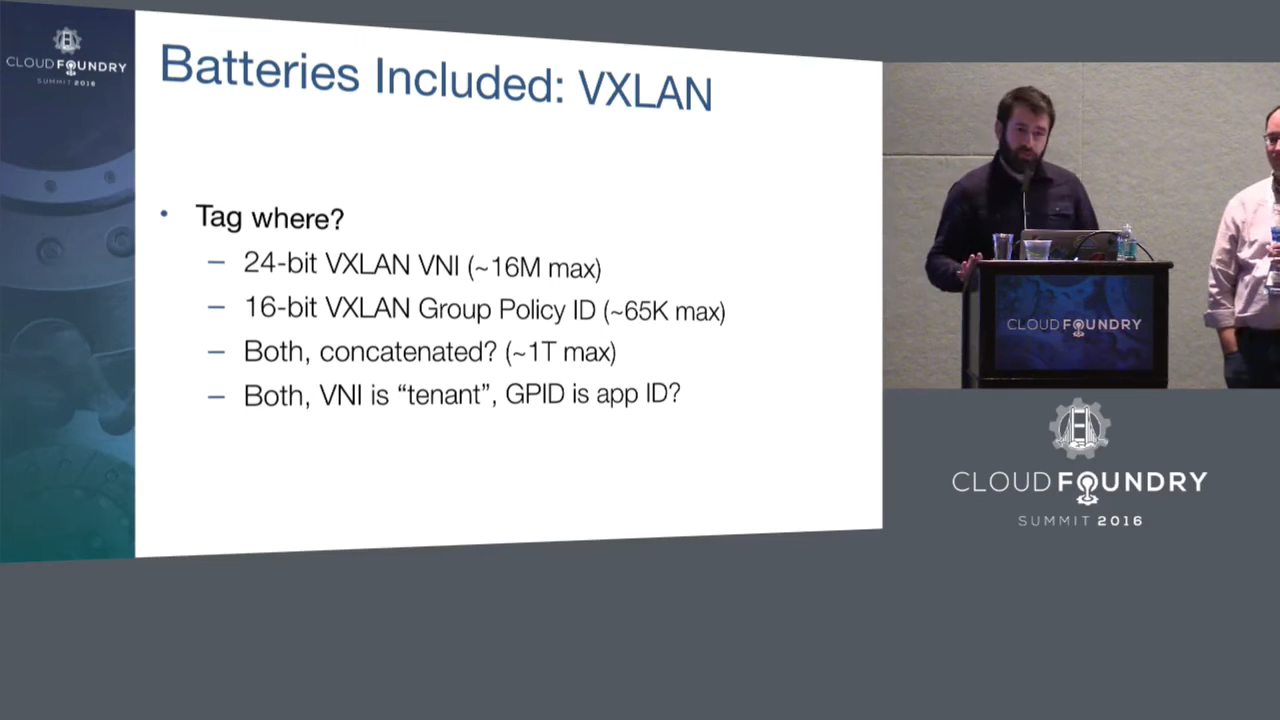 CLOUD FOUNDRY
SUMMIT 2016
Batteries Included: VXLAN
• Tag where?
– 24-bit VXLAN VNI (~16M max)
– 16-bit VXLAN Group Policy ID (~65K max)
– Both, concatenated? (~1T max)
– Both, VNI is “tenant”, GPID is app ID?
CLOUD FOUNDRY
CLOUD FOUNDRY
SUMMIT 2016